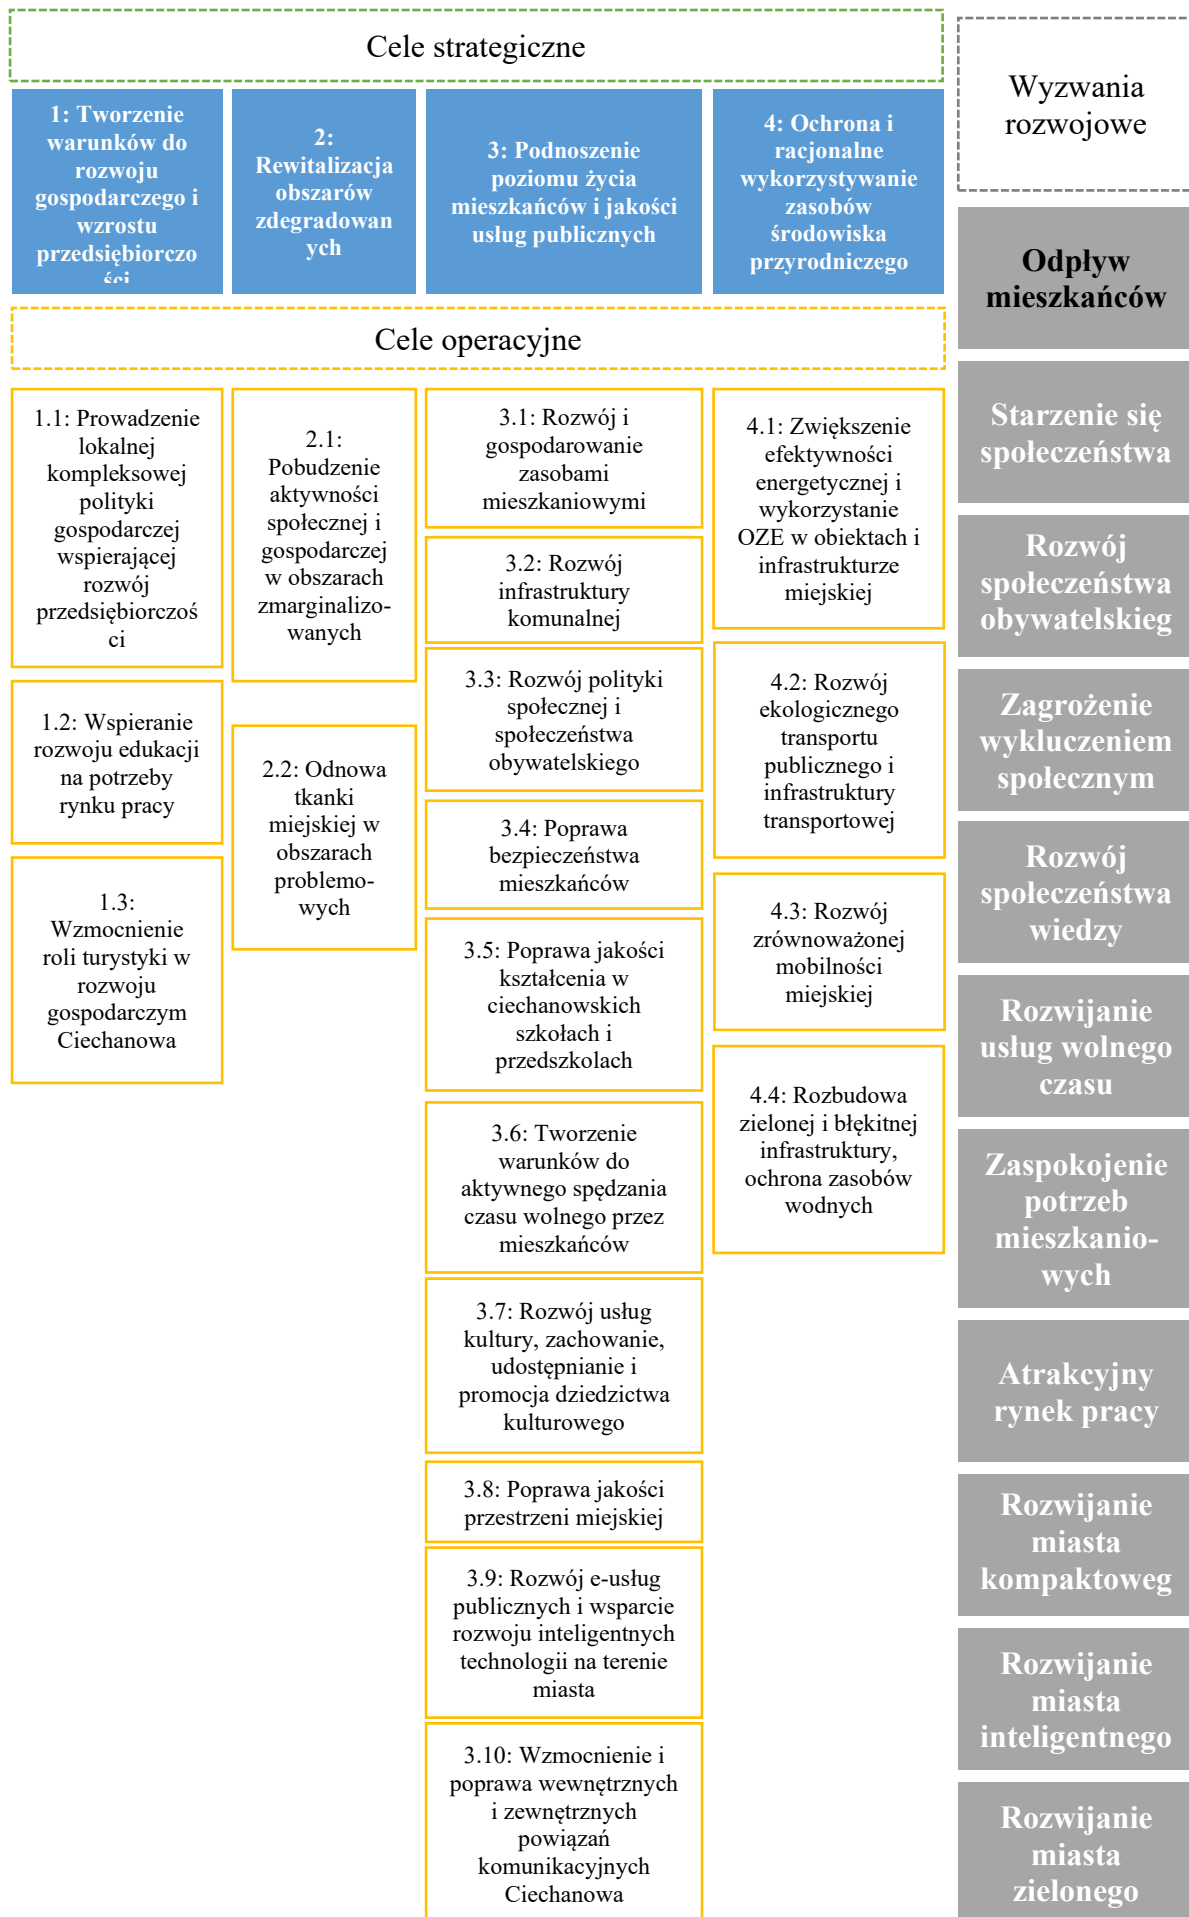 Cele strategiczne
1: Tworzenie
warunków do
rozwoju
gospodarczego i
wzrostu
przedsiębiorczo
ści
2:
Rewitalizacja
obszarów
zdegradowan
ych
3: Podnoszenie
poziomu życia
mieszkańców i jakości
usług publicznych
4: Ochrona i
racjonalne
wykorzystywanie
zasobów
środowiska
przyrodniczego
Cele operacyjne
1.1: Prowadzenie
lokalnej
kompleksowej
polityki
gospodarczej
wspierającej
rozwój
przedsiębiorczoś
ci
1.2: Wspieranie
rozwoju edukacji
na potrzeby
rynku pracy
1.3:
Wzmocnienie
roli turystyki w
rozwoju
gospodarczym
Ciechanowa
2.1:
Pobudzenie
aktywności
społecznej i
gospodarczej
w obszarach
zmarginalizo-
wanych
2.2: Odnowa
tkanki
miejskiej w
obszarach
problemo-
wych
3.1: Rozwój i
gospodarowanie
zasobami
mieszkaniowymi
3.2: Rozwój
infrastruktury
komunalnej
3.3: Rozwój polityki
społecznej i
społeczeństwa
obywatelskiego
3.4: Poprawa
bezpieczeństwa
mieszkańców
3.5: Poprawa jakości
kształcenia w
ciechanowskich
szkołach i
przedszkolach
3.6: Tworzenie
warunków do
aktywnego spędzania
czasu wolnego przez
mieszkańców
3.7: Rozwój usług
kultury, zachowanie,
udostępnianie i
promocja dziedzictwa
kulturowego
3.8: Poprawa jakości
przestrzeni miejskiej
3.9: Rozwój e-usług
publicznych i wsparcie
rozwoju inteligentnych
technologii na terenie
miasta
3.10: Wzmocnienie i
poprawa wewnętrznych
i zewnętrznych
powiązań
komunikacyjnych
Ciechanowa
4.1: Zwiększenie
efektywności
energetycznej i
wykorzystanie
OZE w obiektach i
infrastrukturze
miejskiej
4.2: Rozwój
ekologicznego
transportu
publicznego i
infrastruktury
transportowej
4.3: Rozwój
zrównoważonej
mobilności
miejskiej
4.4: Rozbudowa
zielonej i błękitnej
infrastruktury,
ochrona zasobów
wodnych
Wyzwania
rozwojowe
Odpływ
mieszkańców
Starzenie się
społeczeństwa
Rozwój
społeczeństwa
obywatelskieg
Zagrożenie
wykluczeniem
społecznym
Rozwój
społeczeństwa
wiedzy
Rozwijanie
usług wolnego
czasu
Zaspokojenie
potrzeb
mieszkanio-
wych
Atrakcyjny
rynek pracy
Rozwijanie
miasta
kompaktoweg
Rozwijanie
miasta
inteligentnego
Rozwijanie
miasta
zielonego